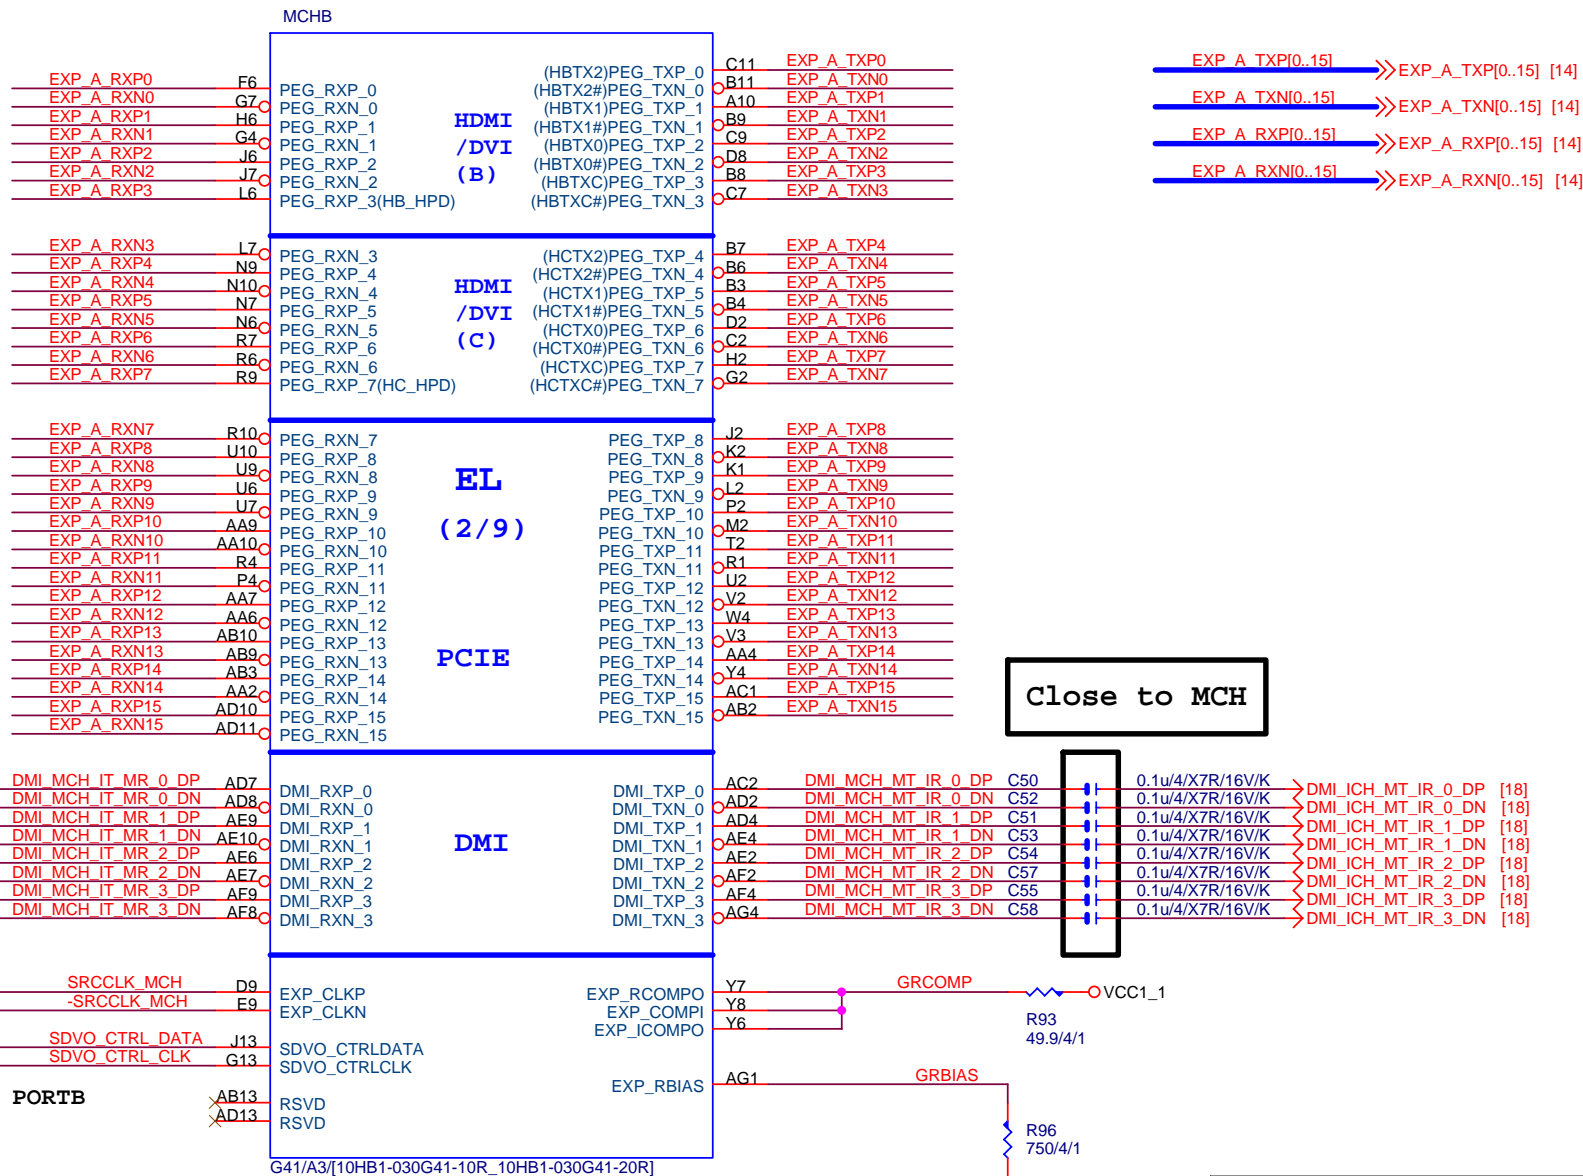 MCHB
EXP_A_RXP0 F6 PEG_RXP_0
EXP_A_RXN0 G7 PEG_RXN_0
EXP_A_RXP1 H6 PEG_RXP_1
EXP_A_RXN1 G4 PEG_RXN_1
EXP_A_RXP2 J6 PEG_RXP_2
EXP_A_RXN2 J7 PEG_RXN_2
EXP_A_RXP3 L6 PEG_RXP_3(HB_HPD)
HDMI
/DVI
(B)
(HBTX2)PEG_TXP_0 C11 EXP_A_TXP0
(HBTX2#)PEG_TXN_0 B11 EXP_A_TXN0
(HBTX1)PEG_TXP_1 A10 EXP_A_TXP1
(HBTX1#)PEG_TXN_1 B9 EXP_A_TXN1
(HBTX0)PEG_TXP_2 C9 EXP_A_TXP2
(HBTX0#)PEG_TXN_2 D8 EXP_A_TXN2
(HBTXC)PEG_TXP_3 B8 EXP_A_TXP3
(HBTXC#)PEG_TXN_3 C7 EXP_A_TXN3
EXP_A_TXP[0..15] EXP_A_TXP[0..15] [14]
EXP_A_TXN[0..15] EXP_A_TXN[0..15] [14]
EXP_A_RXP[0..15] EXP_A_RXP[0..15] [14]
EXP_A_RXN[0..15] EXP_A_RXN[0..15] [14]
EXP_A_RXN3 L7 PEG_RXN_3
EXP_A_RXP4 N9 PEG_RXP_4
EXP_A_RXN4 N10 PEG_RXN_4
EXP_A_RXP5 N7 PEG_RXP_5
EXP_A_RXN5 N6 PEG_RXN_5
EXP_A_RXP6 R7 PEG_RXP_6
EXP_A_RXN6 R6 PEG_RXN_6
EXP_A_RXP7 R9 PEG_RXP_7(HC_HPD)
HDMI
/DVI
(C)
(HCTX2)PEG_TXP_4 B7 EXP_A_TXP4
(HCTX2#)PEG_TXN_4 B6 EXP_A_TXN4
(HCTX1)PEG_TXP_5 B3 EXP_A_TXP5
(HCTX1#)PEG_TXN_5 B4 EXP_A_TXN5
(HCTX0)PEG_TXP_6 D2 EXP_A_TXP6
(HCTX0#)PEG_TXN_6 C2 EXP_A_TXN6
(HCTXC)PEG_TXP_7 H2 EXP_A_TXP7
(HCTXC#)PEG_TXN_7 G2 EXP_A_TXN7
EXP_A_RXN7 R10 PEG_RXN_7
EXP_A_RXP8 U10 PEG_RXP_8
EXP_A_RXN8 U9 PEG_RXN_8
EXP_A_RXP9 U6 PEG_RXP_9
EXP_A_RXN9 U7 PEG_RXN_9
EXP_A_RXP10 AA9 PEG_RXP_10
EXP_A_RXN10 AA10 PEG_RXN_10
EXP_A_RXP11 R4 PEG_RXP_11
EXP_A_RXN11 P4 PEG_RXN_11
EXP_A_RXP12 AA7 PEG_RXP_12
EXP_A_RXN12 AA6 PEG_RXN_12
EXP_A_RXP13 AB10 PEG_RXP_13
EXP_A_RXN13 AB9 PEG_RXN_13
EXP_A_RXP14 AB3 PEG_RXP_14
EXP_A_RXN14 AA2 PEG_RXN_14
EXP_A_RXP15 AD10 PEG_RXP_15
EXP_A_RXN15 AD11 PEG_RXN_15
EL
(2/9)
PCIE
PEG_TXP_8 J2 EXP_A_TXP8
PEG_TXN_8 K2 EXP_A_TXN8
PEG_TXP_9 K1 EXP_A_TXP9
PEG_TXN_9 L2 EXP_A_TXN9
PEG_TXP_10 P2 EXP_A_TXP10
PEG_TXN_10 M2 EXP_A_TXN10
PEG_TXP_11 T2 EXP_A_TXP11
PEG_TXN_11 R1 EXP_A_TXN11
PEG_TXP_12 U2 EXP_A_TXP12
PEG_TXN_12 V2 EXP_A_TXN12
PEG_TXP_13 W4 EXP_A_TXP13
PEG_TXN_13 V3 EXP_A_TXN13
PEG_TXP_14 AA4 EXP_A_TXP14
PEG_TXN_14 Y4 EXP_A_TXN14
PEG_TXP_15 AC1 EXP_A_TXP15
PEG_TXN_15 AB2 EXP_A_TXN15
Close to MCH
DMI_MCH_IT_MR_0_DP AD7 DMI_RXP_0
DMI_MCH_IT_MR_0_DN AD8 DMI_RXN_0
DMI_MCH_IT_MR_1_DP AE9 DMI_RXP_1
DMI_MCH_IT_MR_1_DN AE10 DMI_RXN_1
DMI_MCH_IT_MR_2_DP AE6 DMI_RXP_2
DMI_MCH_IT_MR_2_DN AE7 DMI_RXN_2
DMI_MCH_IT_MR_3_DP AF9 DMI_RXP_3
DMI_MCH_IT_MR_3_DN AF8 DMI_RXN_3
DMI
DMI_TXP_0 AC2 DMI_MCH_MT_IR_0_DP C50 0.1u/4/X7R/16V/K DMI_ICH_MT_IR_0_DP [18]
DMI_TXN_0 AD2 DMI_MCH_MT_IR_0_DN C52 0.1u/4/X7R/16V/K DMI_ICH_MT_IR_0_DN [18]
DMI_TXP_1 AD4 DMI_MCH_MT_IR_1_DP C51 0.1u/4/X7R/16V/K DMI_ICH_MT_IR_1_DP [18]
DMI_TXN_1 AE4 DMI_MCH_MT_IR_1_DN C53 0.1u/4/X7R/16V/K DMI_ICH_MT_IR_1_DN [18]
DMI_TXP_2 AE2 DMI_MCH_MT_IR_2_DP C54 0.1u/4/X7R/16V/K DMI_ICH_MT_IR_2_DP [18]
DMI_TXN_2 AF2 DMI_MCH_MT_IR_2_DN C57 0.1u/4/X7R/16V/K DMI_ICH_MT_IR_2_DN [18]
DMI_TXP_3 AF4 DMI_MCH_MT_IR_3_DP C55 0.1u/4/X7R/16V/K DMI_ICH_MT_IR_3_DP [18]
DMI_TXN_3 AG4 DMI_MCH_MT_IR_3_DN C58 0.1u/4/X7R/16V/K DMI_ICH_MT_IR_3_DN [18]
SRCCLK_MCH D9 EXP_CLKP
-SRCCLK_MCH E9 EXP_CLKN
SDVO_CTRL_DATA J13 SDVO_CTRLDATA
SDVO_CTRL_CLK G13 SDVO_CTRLCLK
PORTB
AB13 RSVD
AD13 RSVD
EXP_RCOMPO Y7 GRCOMP
EXP_COMPI Y8
EXP_ICOMPO Y6
VCC1_1
R93
49.9/4/1
EXP_RBIAS AG1 GRBIAS
R96
750/4/1
G41/A3/[10HB1-030G41-10R_10HB1-030G41-20R]